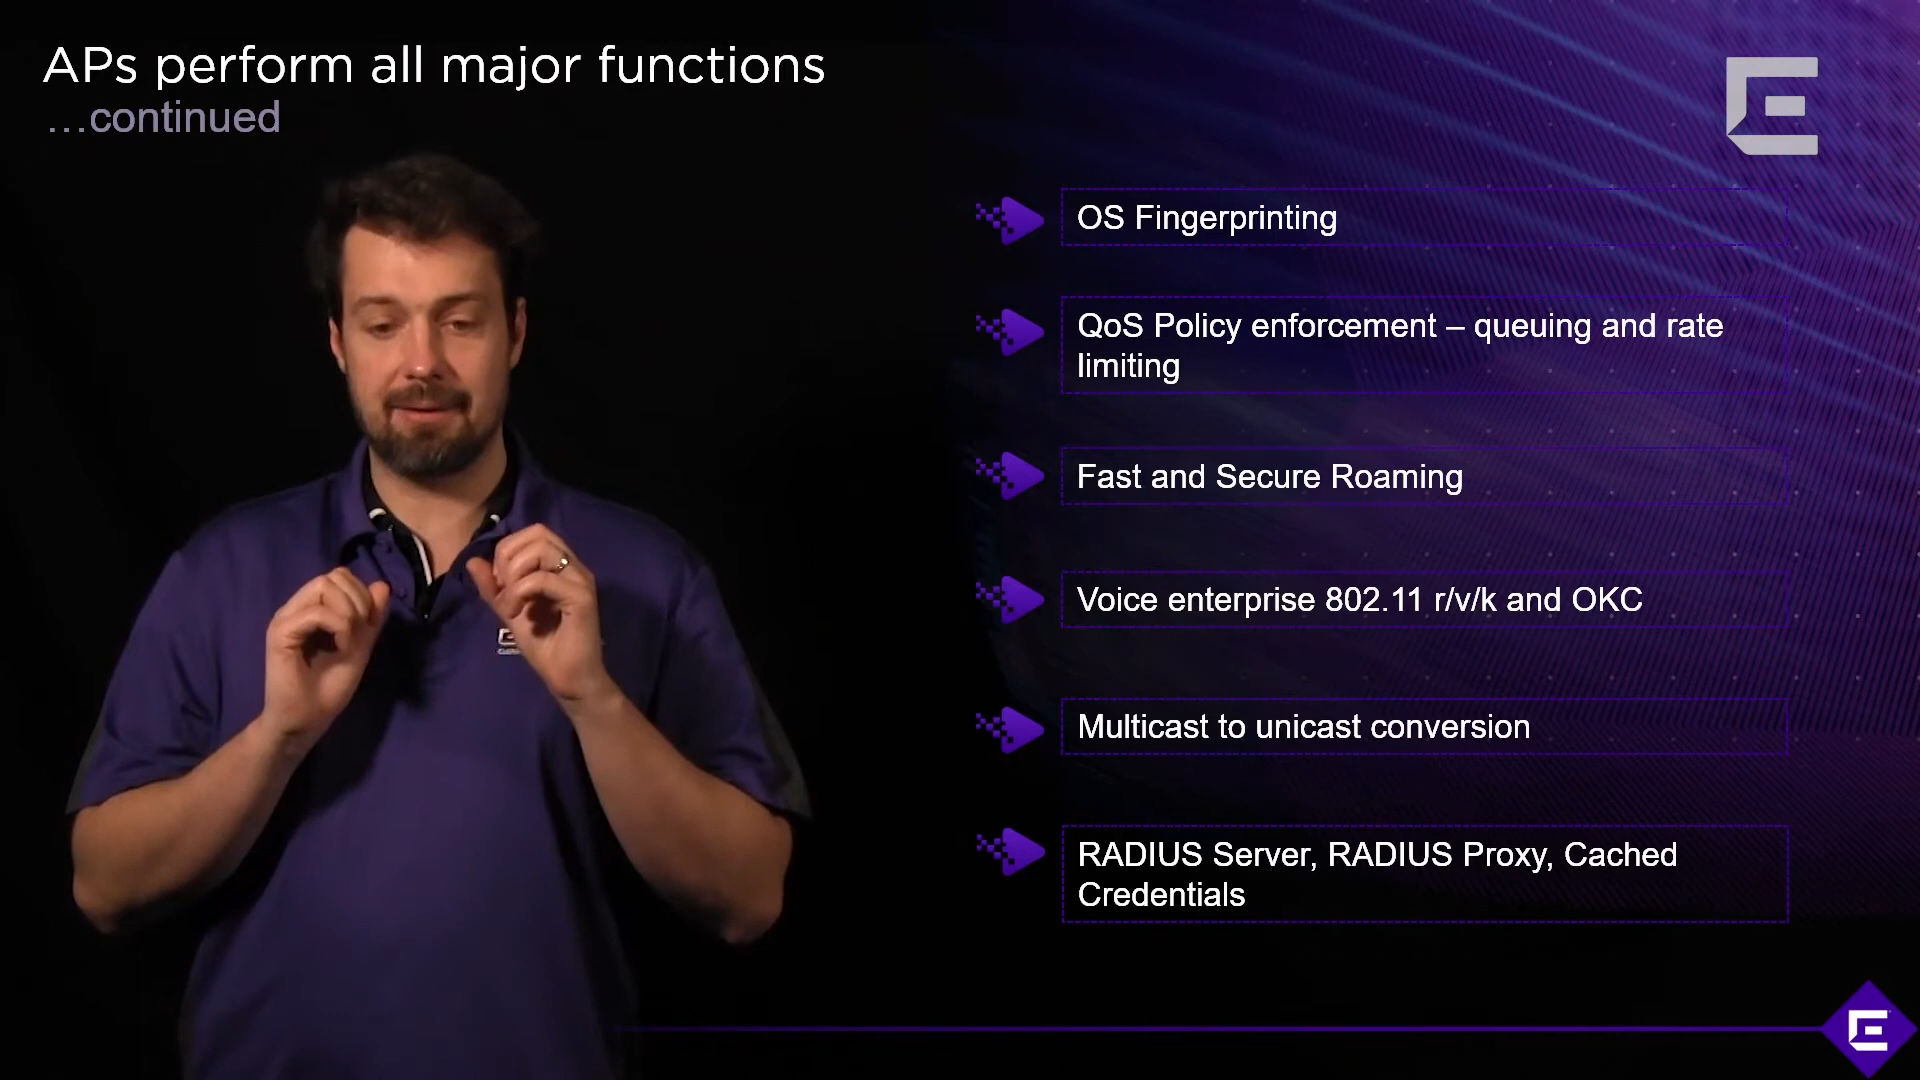 APs perform all major functions
…continued
OS Fingerprinting
QoS Policy enforcement – queuing and rate
limiting
Fast and Secure Roaming
Voice enterprise 802.11 r/v/k and OKC
Multicast to unicast conversion
RADIUS Server, RADIUS Proxy, Cached
Credentials